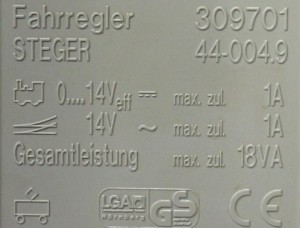 Fahrregler 309701
STEGER 44-004.9
0....14Veff max. zul. 1A
14V ~ max. zul. 1A
Gesamtleistung max. zul. 18VA
LGA GS CE
NÜRNBERG